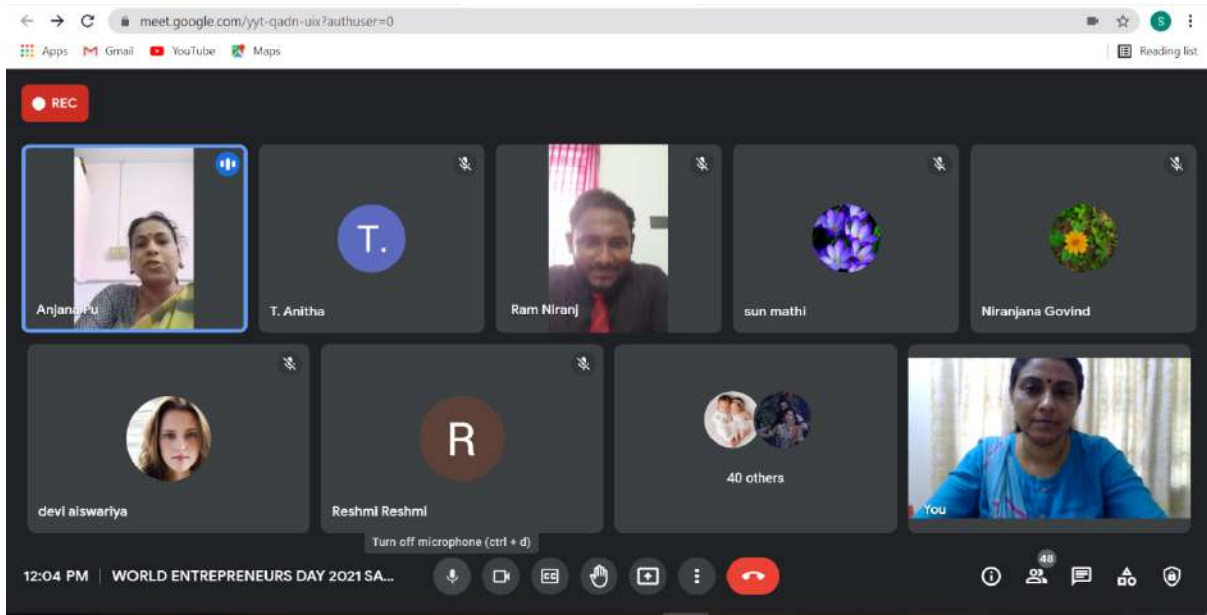 meet.google.com/yyt-qadn-uix?authuser=0
S
Apps Gmail YouTube Maps Reading list
REC
T.
Anjana Pu T. Anitha Ram Niranj sun mathi Niranjana Govind
R
40 others
devi aiswariya Reshmi Reshmi You
Turn off microphone (ctrl + d)
48
12:04 PM | WORLD ENTREPRENEURS DAY 2021 SA... CC